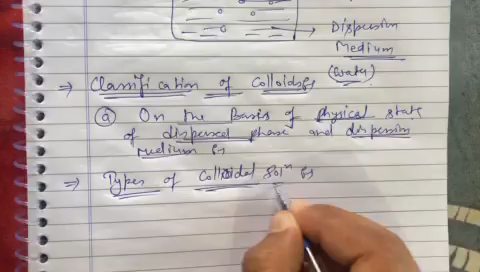 Dispersion
Medium
(Water)
⇒ Classification of Colloids:-
(a) On the Basis of physical state
of dispersed phase and dispersion
medium :-
⇒ Types of Colloidal Solⁿ :-